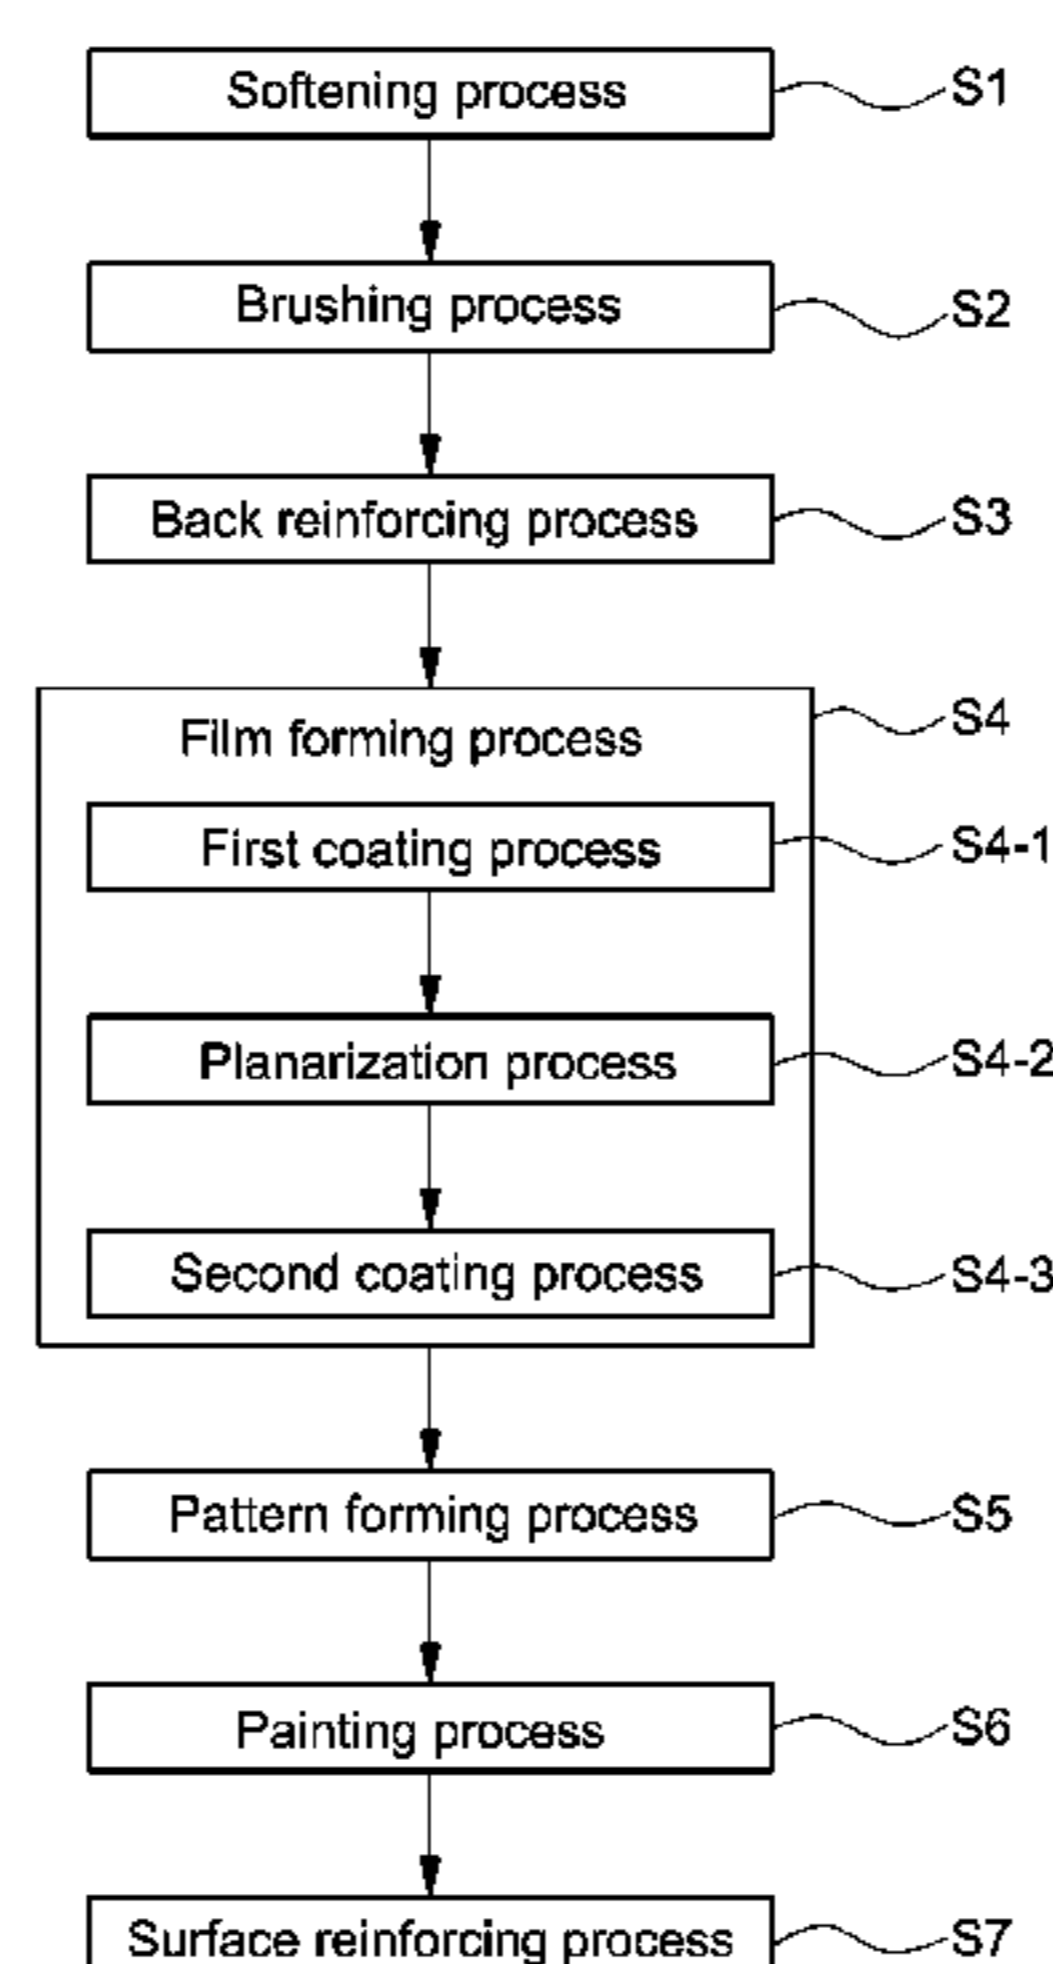 Softening process S1
Brushing process S2
Back reinforcing process S3
Film forming process S4
First coating process S4-1
Planarization process S4-2
Second coating process S4-3
Pattern forming process S5
Painting process S6
Surface reinforcing process S7